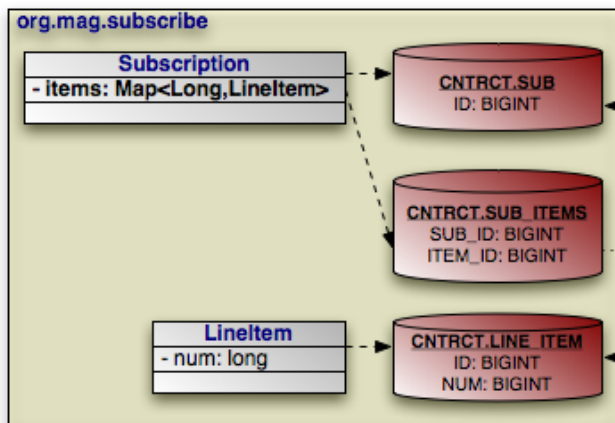 org.mag.subscribe
Subscription
- items: Map<Long,LineItem>
CNTRCT.SUB
ID: BIGINT
CNTRCT.SUB_ITEMS
SUB_ID: BIGINT
ITEM_ID: BIGINT
LineItem
- num: long
CNTRCT.LINE_ITEM
ID: BIGINT
NUM: BIGINT